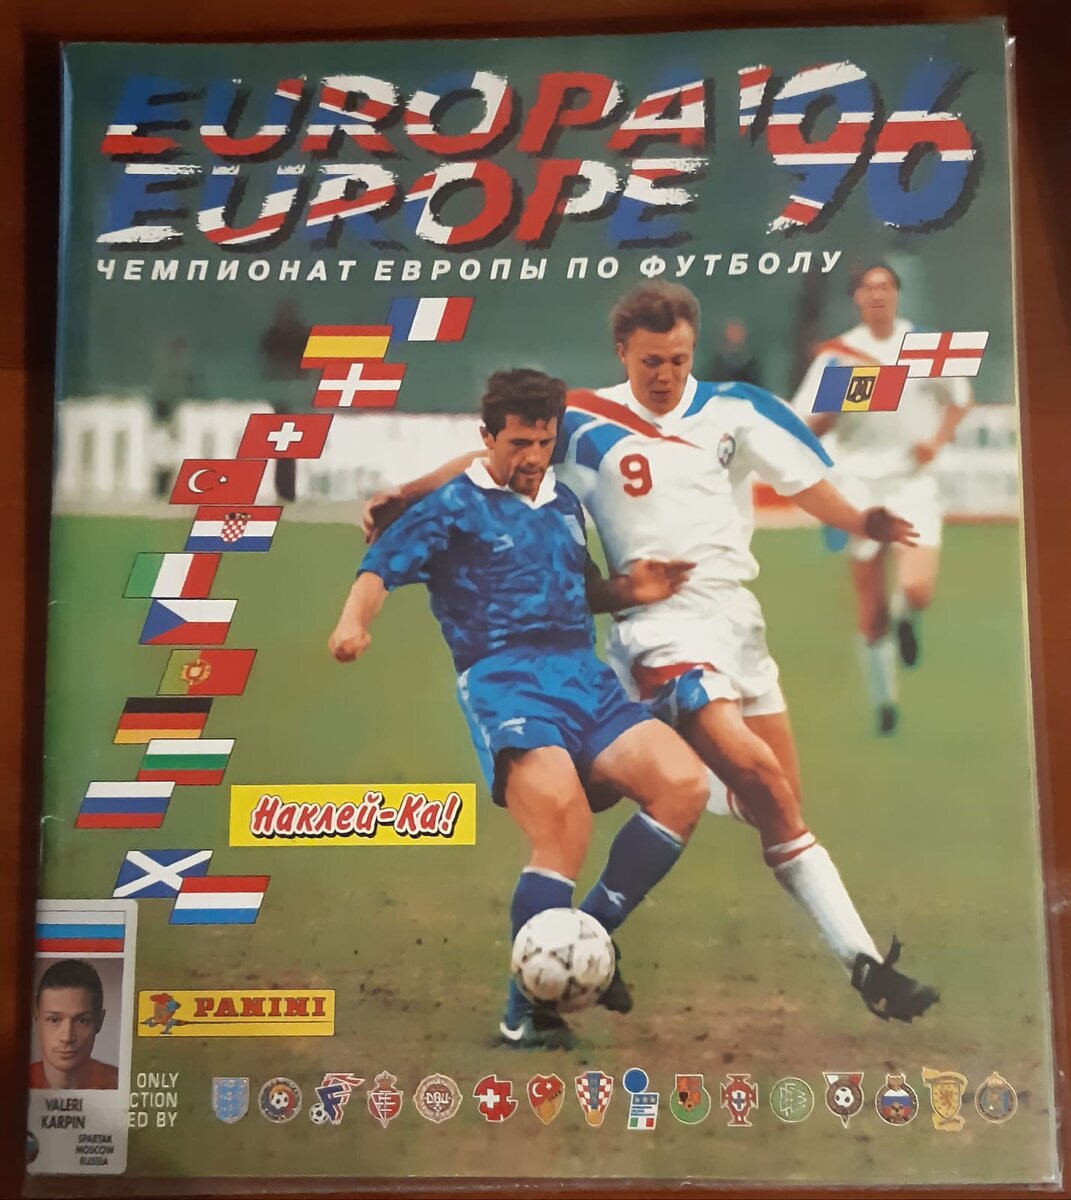 EUROPA '96
EUROPE
ЧЕМПИОНАТ ЕВРОПЫ ПО ФУТБОЛУ
9
Наклей-Ка!
PANINI
ONLY
CTION
ED BY
VALERI
KARPIN
SPARTAK
MOSCOW
RUSSIA
DBU